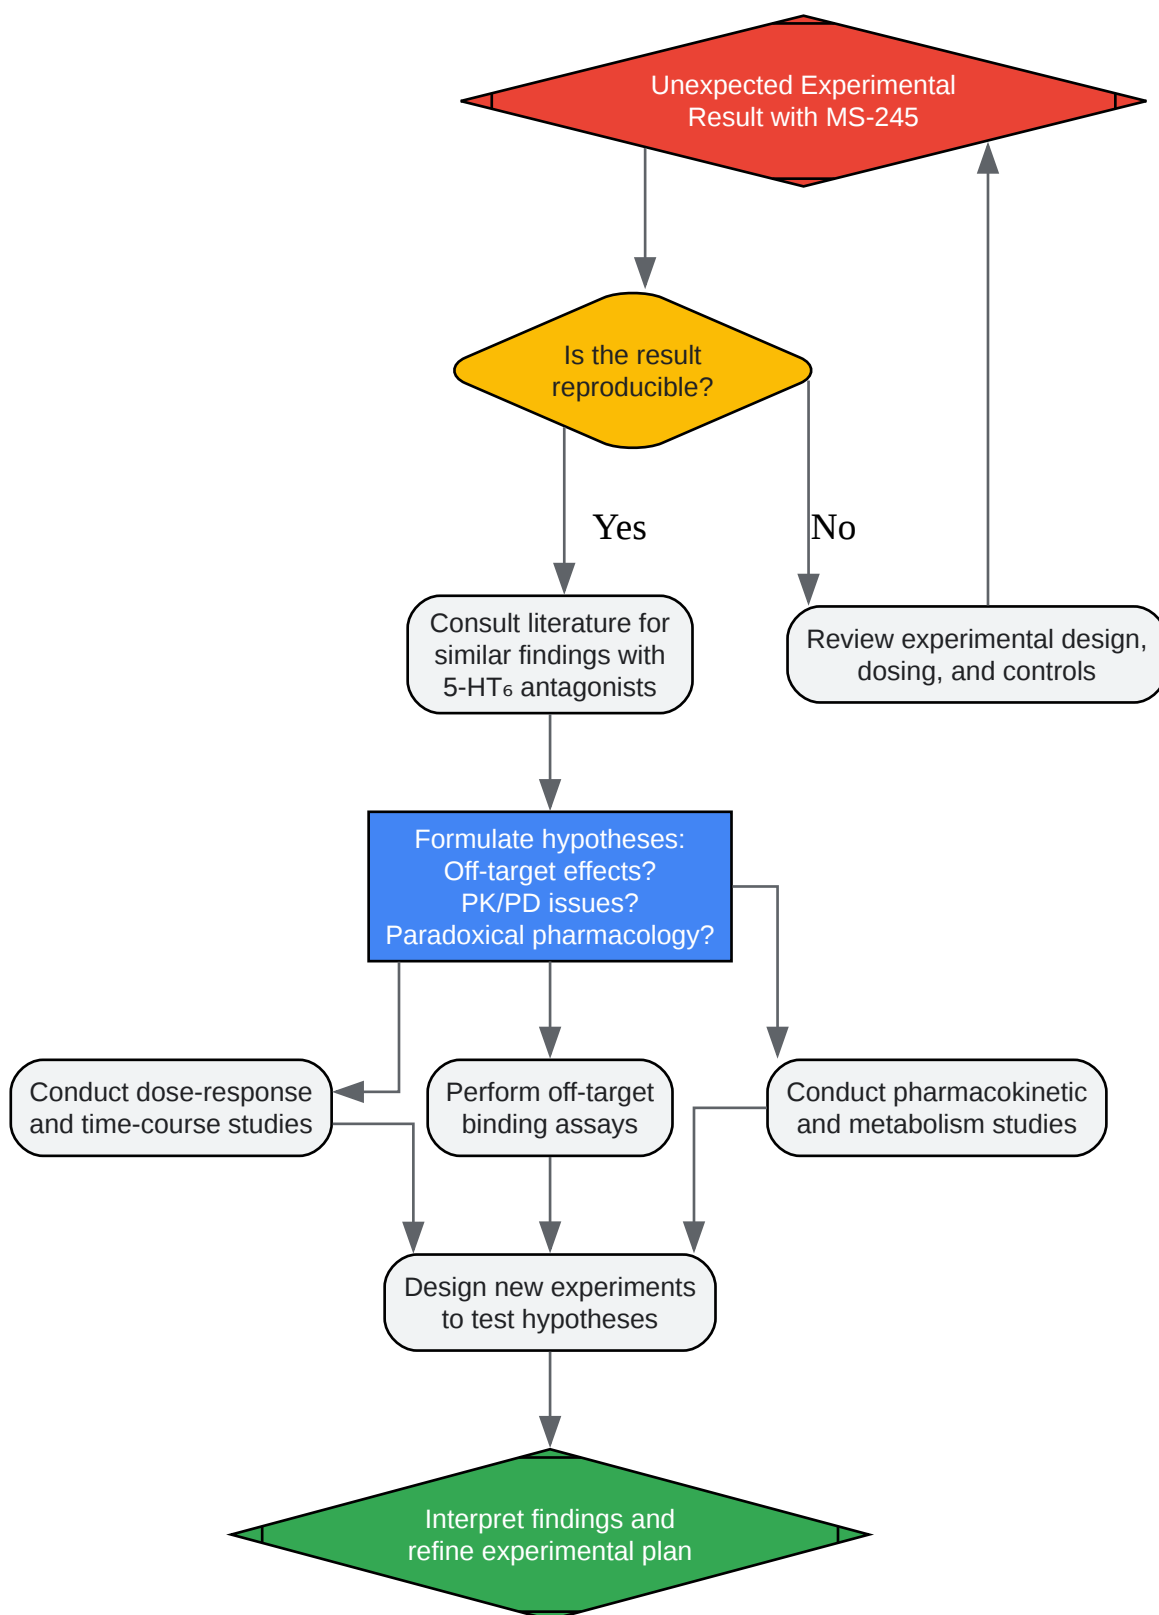 Unexpected Experimental
Result with MS-245
Is the result
reproducible?
Yes
No
Consult literature for
similar findings with
5-HT₆ antagonists
Review experimental design,
dosing, and controls
Formulate hypotheses:
Off-target effects?
PK/PD issues?
Paradoxical pharmacology?
Conduct dose-response
and time-course studies
Perform off-target
binding assays
Conduct pharmacokinetic
and metabolism studies
Design new experiments
to test hypotheses
Interpret findings and
refine experimental plan